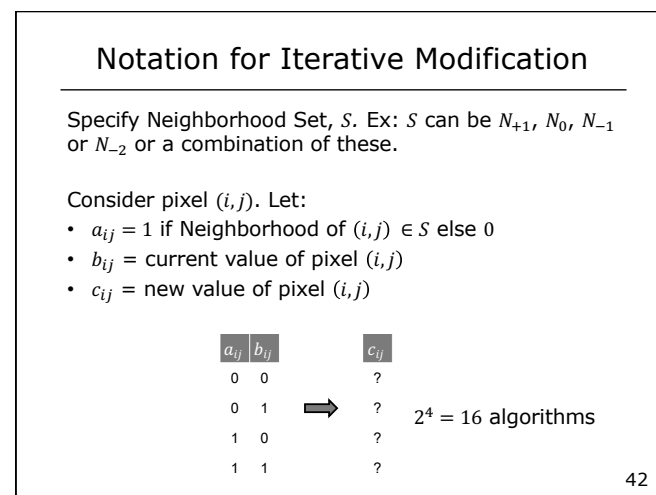 Notation for Iterative Modification
Specify Neighborhood Set, S. Ex: S can be N₊₁, N₀, N₋₁
or N₋₂ or a combination of these.
Consider pixel (i, j). Let:
• aᵢⱼ = 1 if Neighborhood of (i, j) ∈ S else 0
• bᵢⱼ = current value of pixel (i, j)
• cᵢⱼ = new value of pixel (i, j)
aᵢⱼ bᵢⱼ cᵢⱼ
0 0 ?
0 1 ?
2⁴ = 16 algorithms
1 0 ?
1 1 ?
42